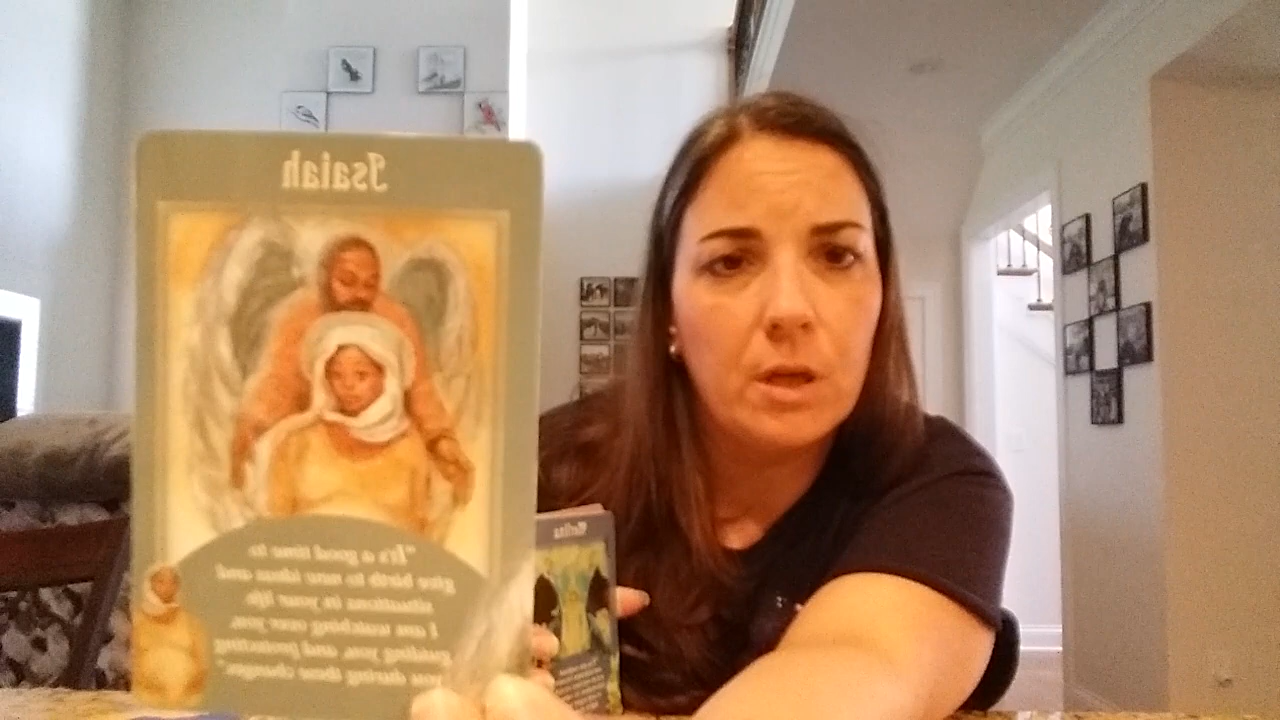 Isaiah
"It's a good time to
give birth to new ideas and
situations in your life.
I am watching over you,
guiding you, and protecting
you during these changes."